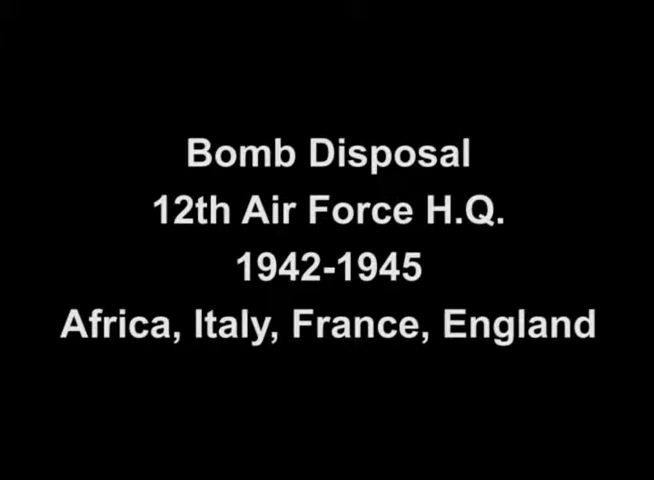 Bomb Disposal
12th Air Force H.Q.
1942-1945
Africa, Italy, France, England